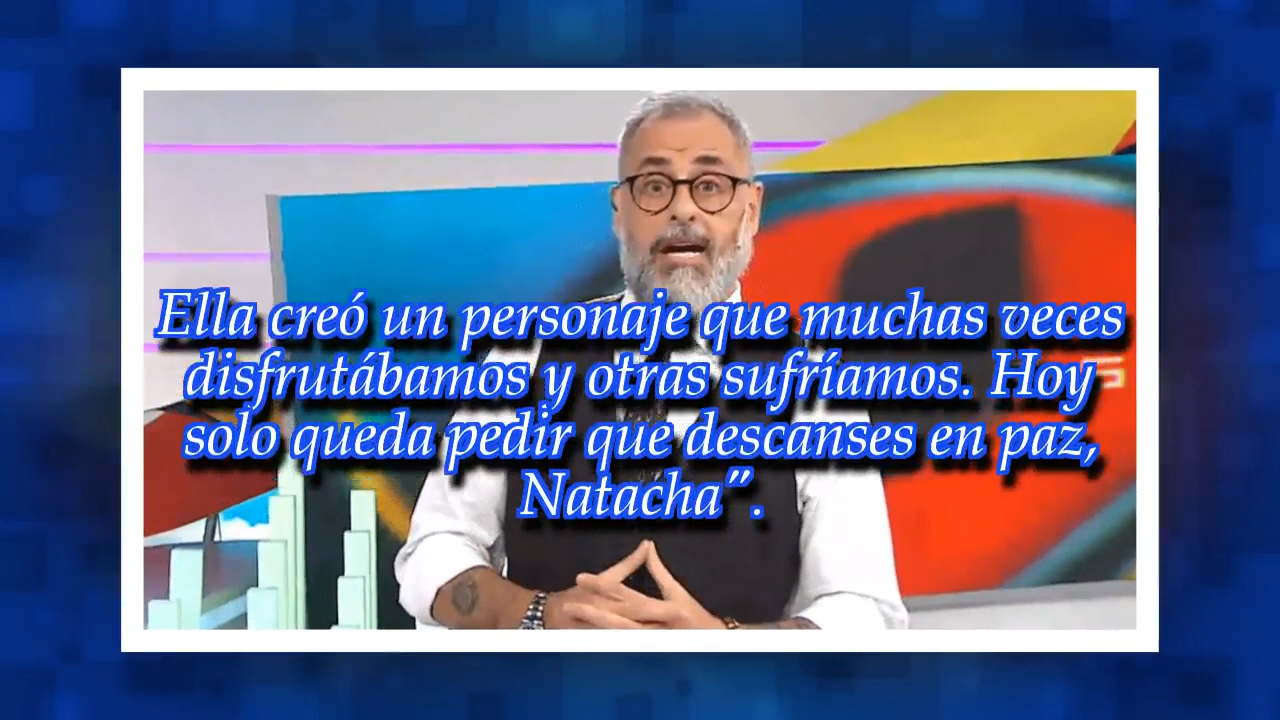 Ella creó un personaje que muchas veces
disfrutábamos y otras sufríamos. Hoy
solo queda pedir que descanses en paz,
Natacha".